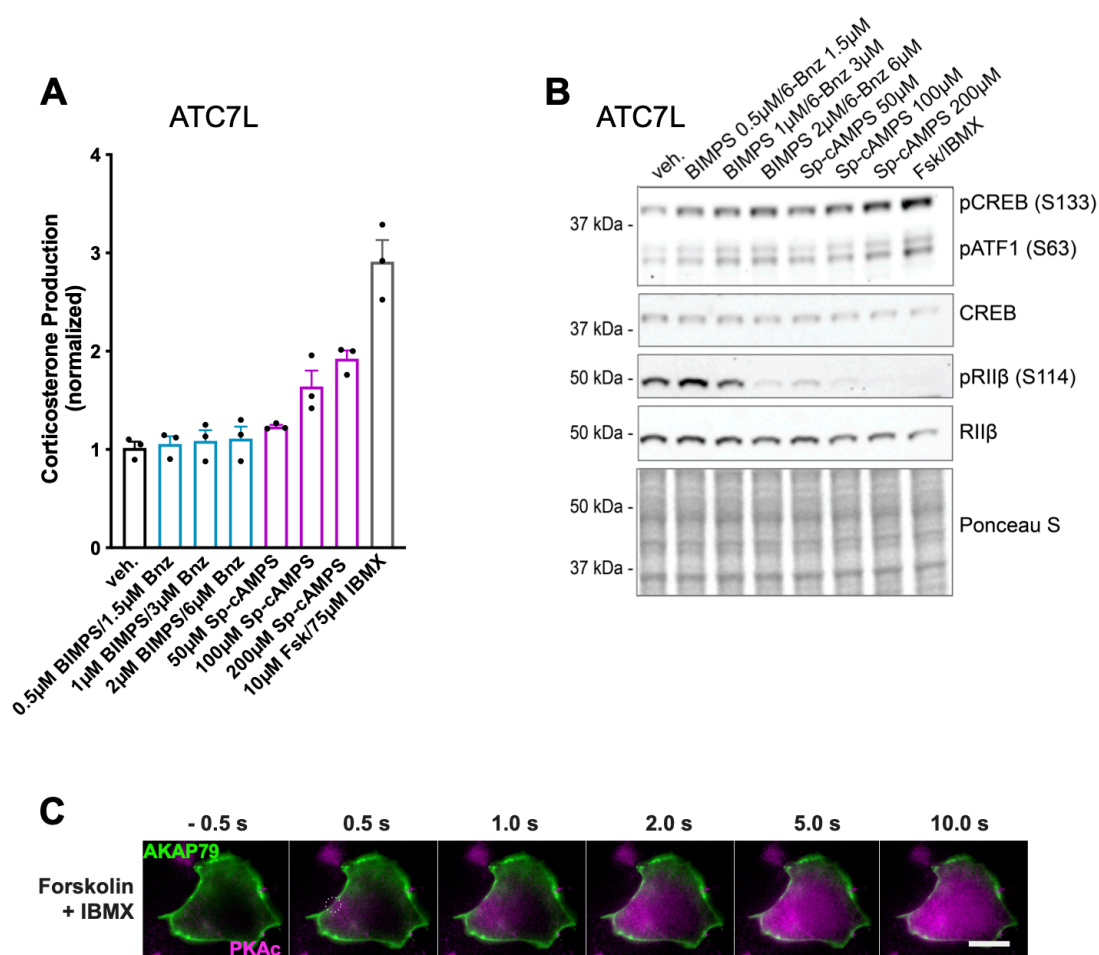 A
ATC7L
Corticosterone Production
(normalized)
4
3
2
1
0
veh.
0.5µM BIMPS/1.5µM Bnz
1µM BIMPS/3µM Bnz
2µM BIMPS/6µM Bnz
50µM Sp-cAMPS
100µM Sp-cAMPS
200µM Sp-cAMPS
10µM Fsk/75µM IBMX
B
ATC7L
veh.
BIMPS 0.5µM/6-Bnz 1.5µM
BIMPS 1µM/6-Bnz 3µM
BIMPS 2µM/6-Bnz 6µM
Sp-cAMPS 50µM
Sp-cAMPS 100µM
Sp-cAMPS 200µM
Fsk/IBMX
37 kDa -
pCREB (S133)
pATF1 (S63)
37 kDa -
CREB
50 kDa -
pRIIβ (S114)
50 kDa -
RIIβ
50 kDa -
37 kDa -
Ponceau S
C
- 0.5 s
0.5 s
1.0 s
2.0 s
5.0 s
10.0 s
Forskolin
+ IBMX
AKAP79
PKAc